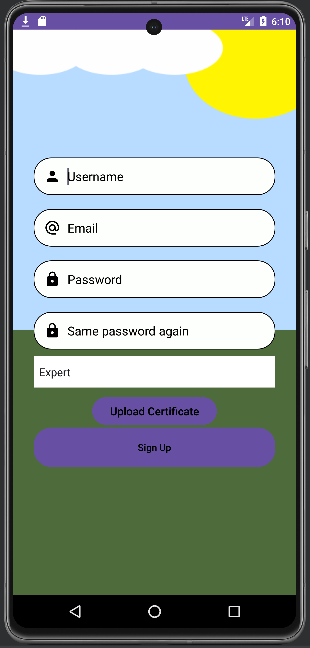 6:10
Username
Email
Password
Same password again
Expert
Upload Certificate
Sign Up